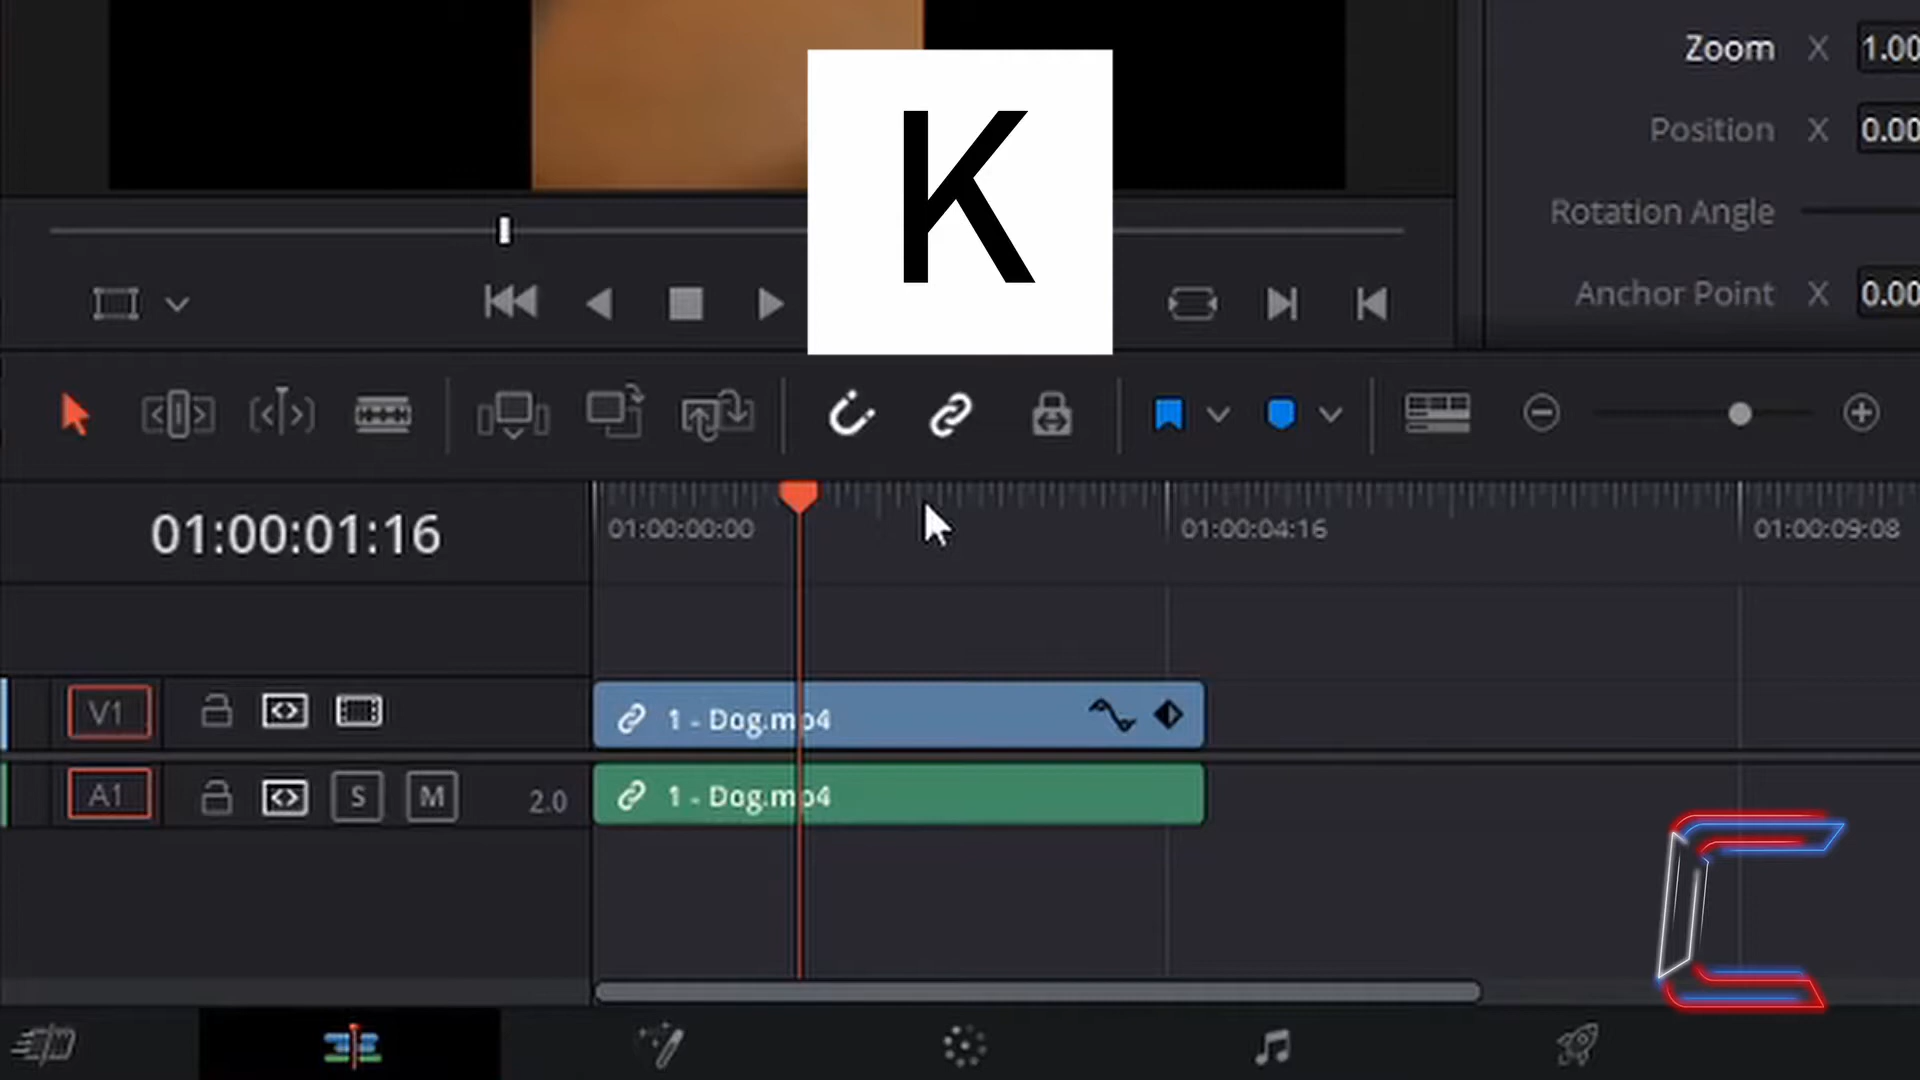 K
Zoom X 1.00
Position X 0.00
Rotation Angle
Anchor Point X 0.00
01:00:01:16
01:00:00:00
01:00:04:16
01:00:09:08
V1
1 - Dog.mp4
A1 S M 2.0
1 - Dog.mp4
C